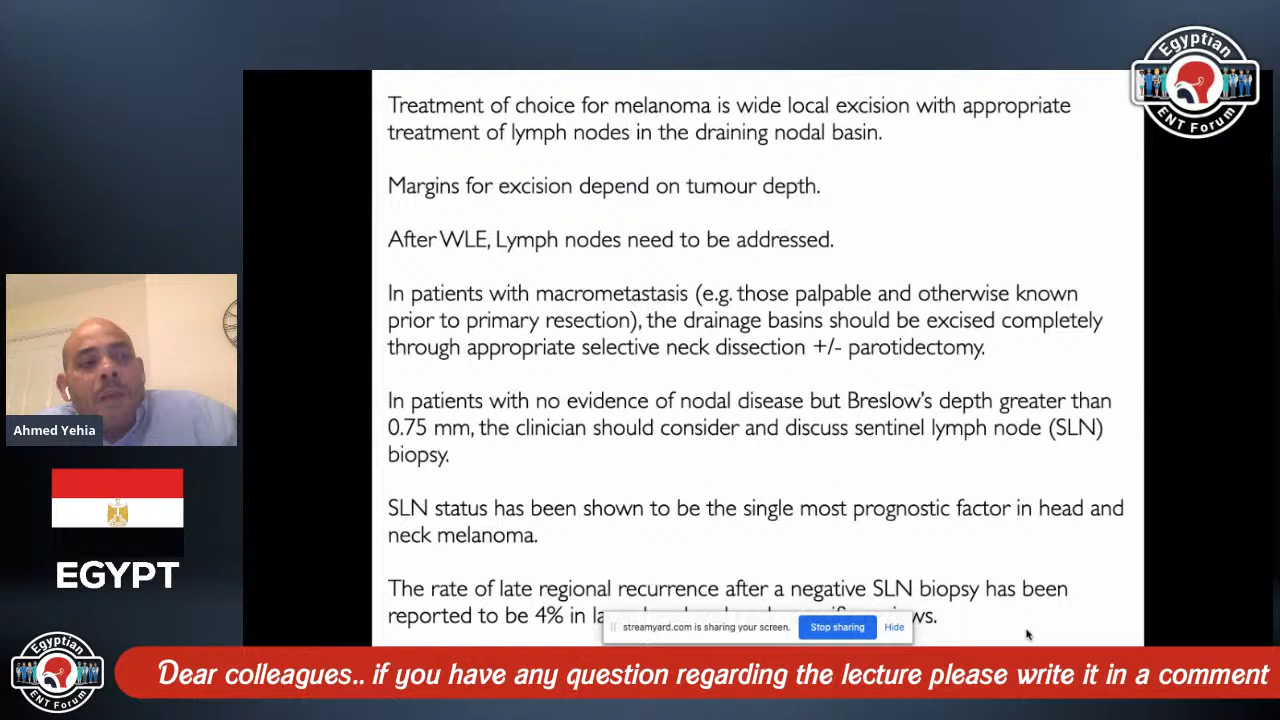 Egyptian
ENT Forum
Treatment of choice for melanoma is wide local excision with appropriate
treatment of lymph nodes in the draining nodal basin.
Margins for excision depend on tumour depth.
After WLE, Lymph nodes need to be addressed.
In patients with macrometastasis (e.g. those palpable and otherwise known
prior to primary resection), the drainage basins should be excised completely
through appropriate selective neck dissection +/- parotidectomy.
In patients with no evidence of nodal disease but Breslow's depth greater than
0.75 mm, the clinician should consider and discuss sentinel lymph node (SLN)
biopsy.
SLN status has been shown to be the single most prognostic factor in head and
neck melanoma.
The rate of late regional recurrence after a negative SLN biopsy has been
reported to be 4% in
streamyard.com is sharing your screen. Stop sharing Hide
Ahmed Yehia
EGYPT
Egyptian
ENT Forum
Dear colleagues.. if you have any question regarding the lecture please write it in a comment